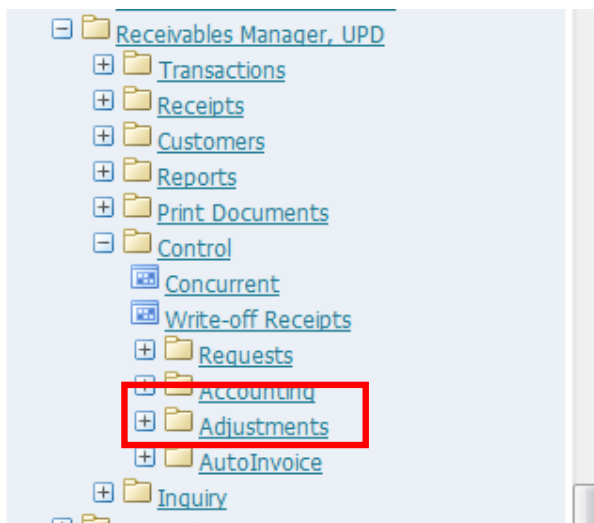 Receivables Manager, UPD
Transactions
Receipts
Customers
Reports
Print Documents
Control
Concurrent
Write-off Receipts
Requests
Accounting
Adjustments
AutoInvoice
Inquiry